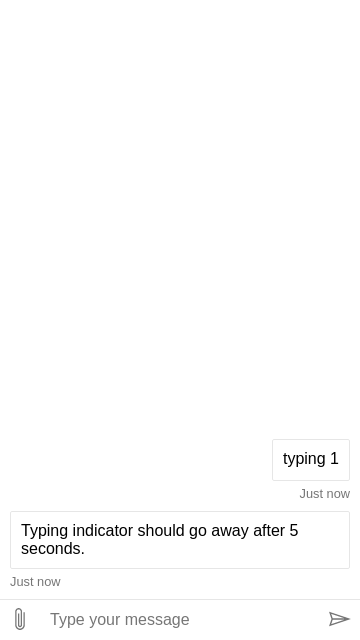 typing 1
Just now
Typing indicator should go away after 5
seconds.
Just now
Type your message